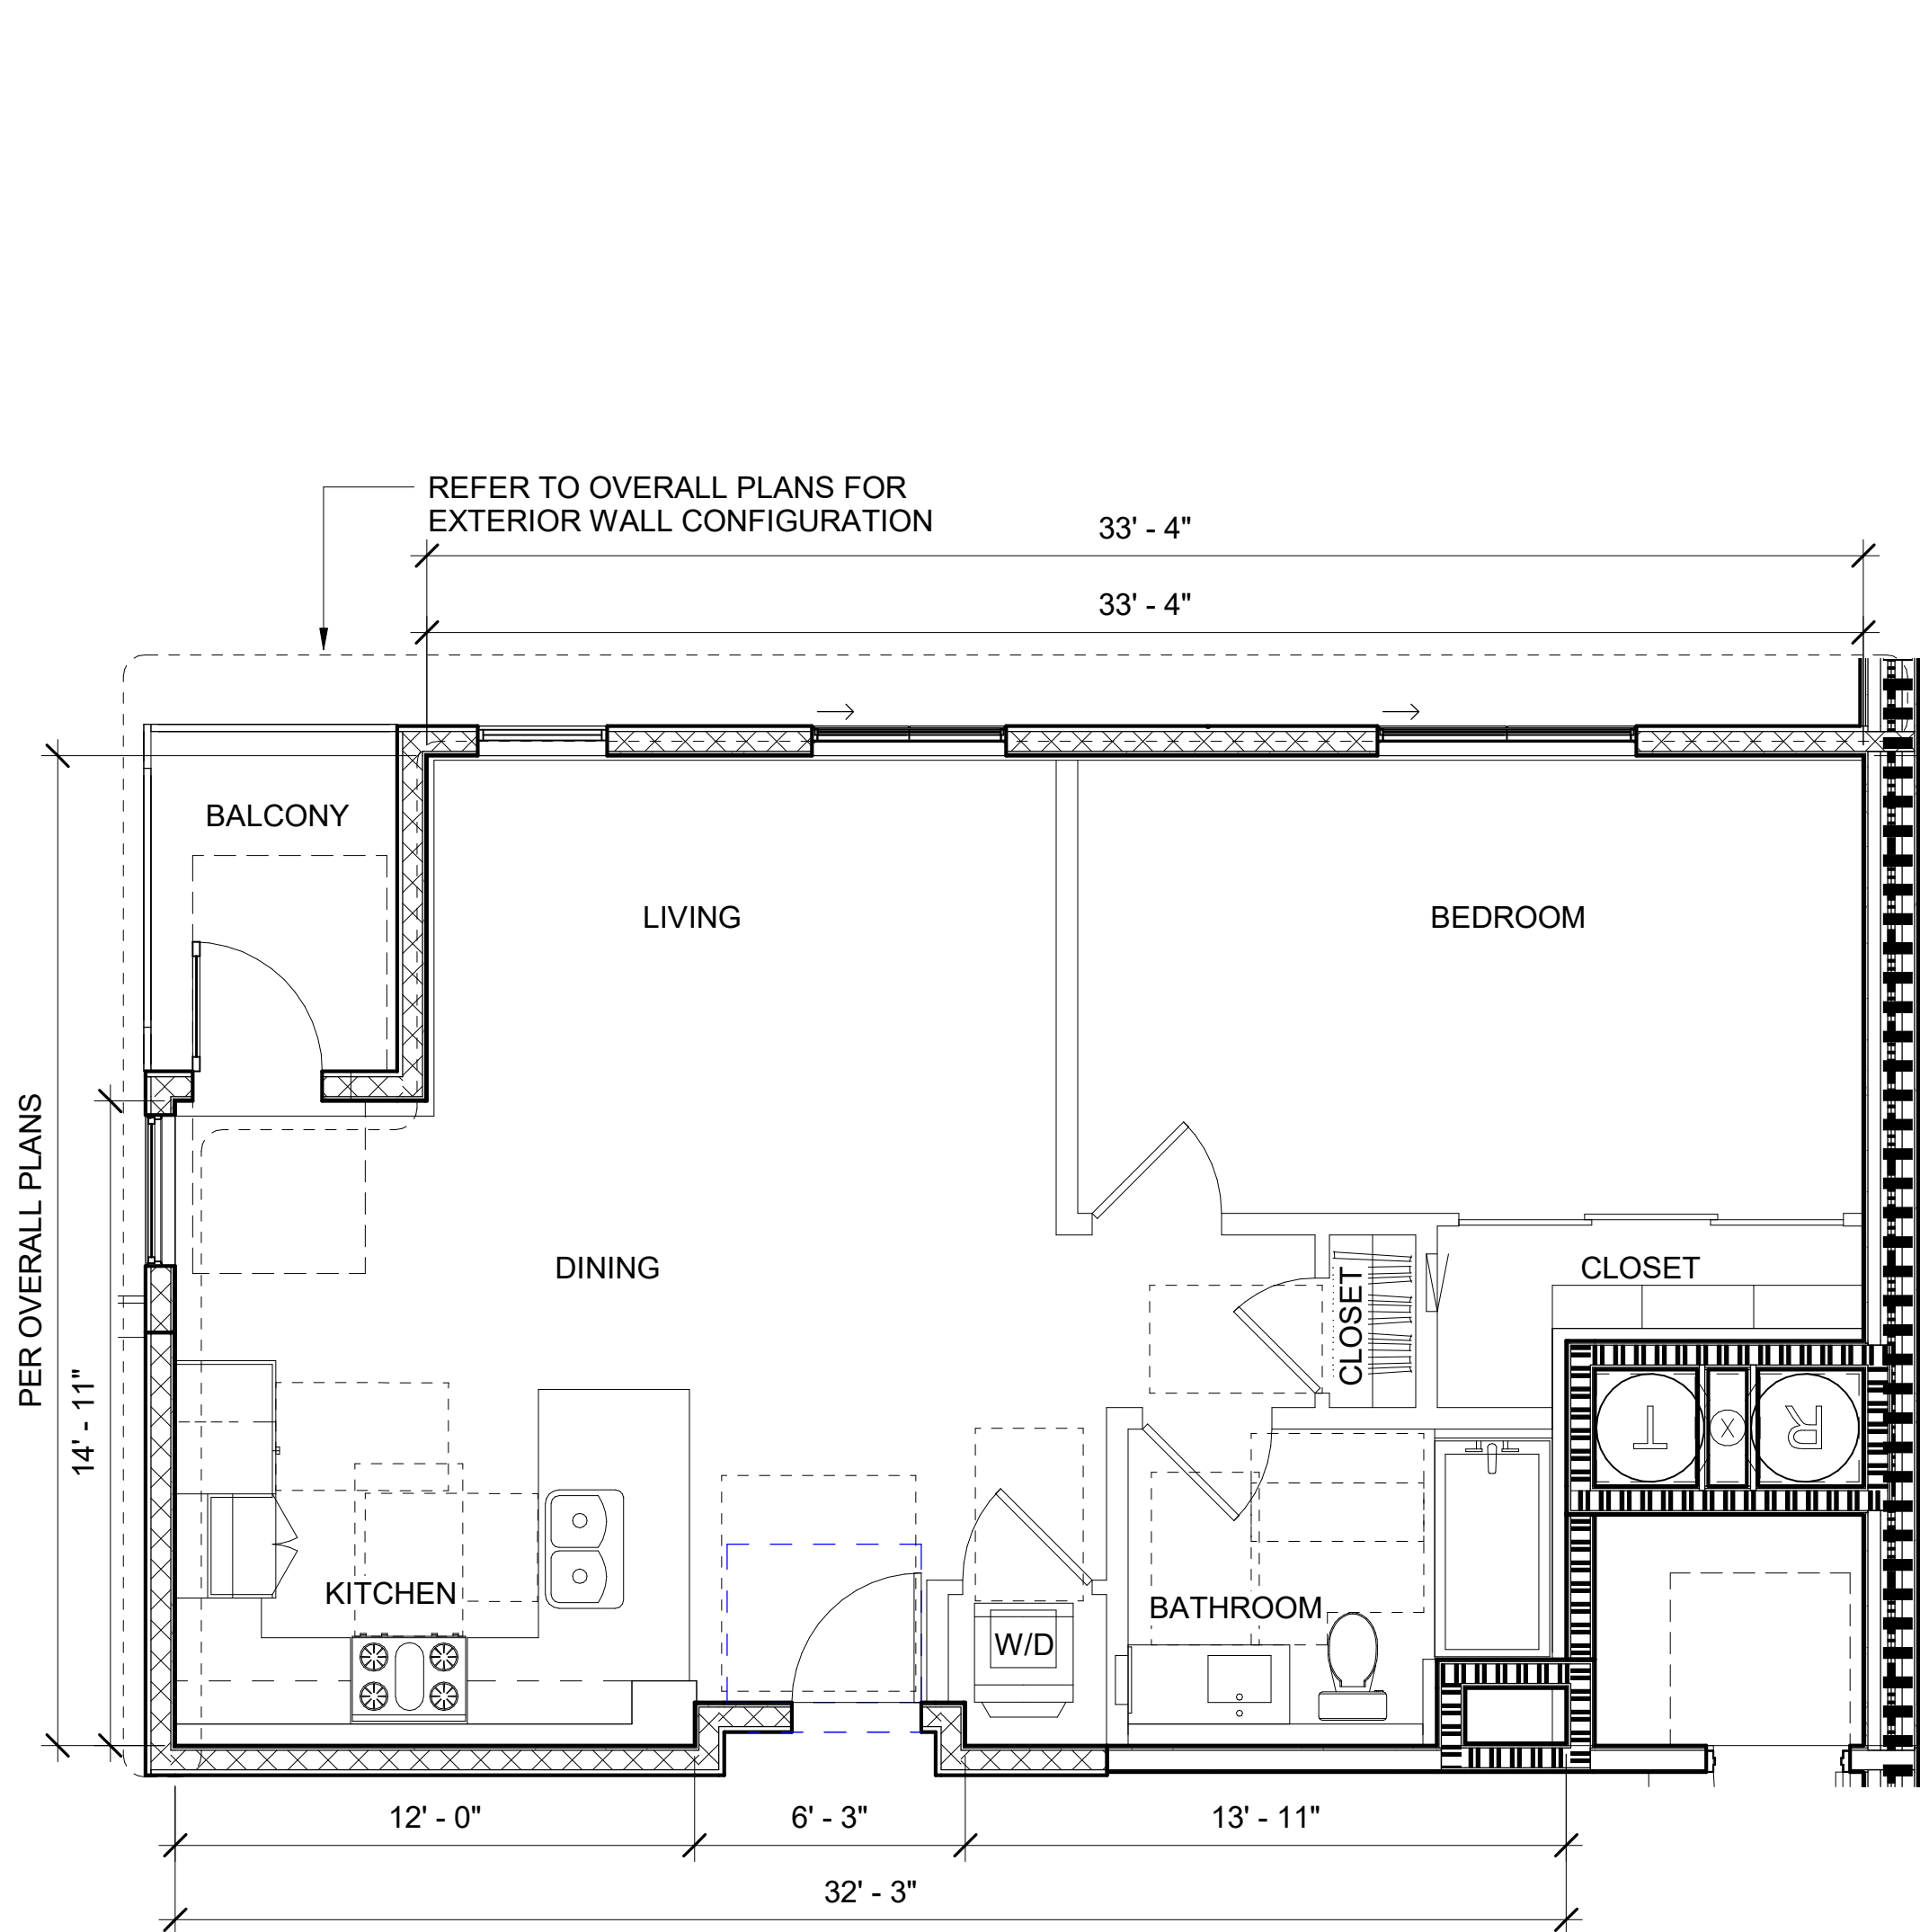 REFER TO OVERALL PLANS FOR
EXTERIOR WALL CONFIGURATION
33' - 4"
33' - 4"
BALCONY
LIVING
BEDROOM
PER OVERALL PLANS
14' - 11"
DINING
CLOSET
CLOSET
T
X
R
KITCHEN
BATHROOM
W/D
12' - 0"
6' - 3"
13' - 11"
32' - 3"